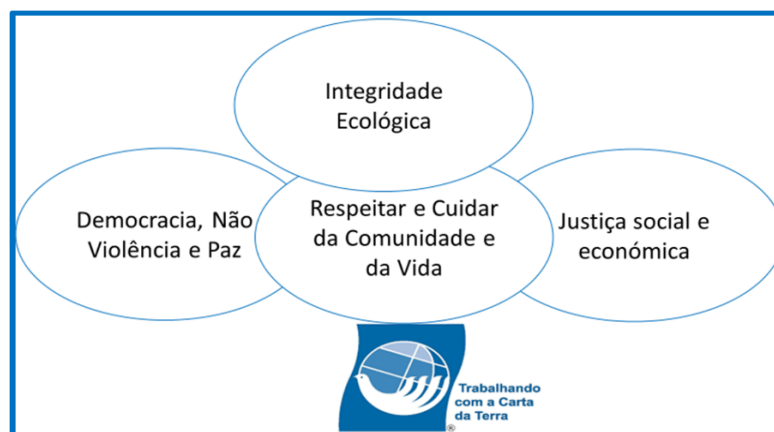 Integridade
Ecológica
Democracia, Não
Violência e Paz
Respeitar e Cuidar
da Comunidade e
da Vida
Justiça social e
económica
Trabalhando
com a Carta
da Terra
®